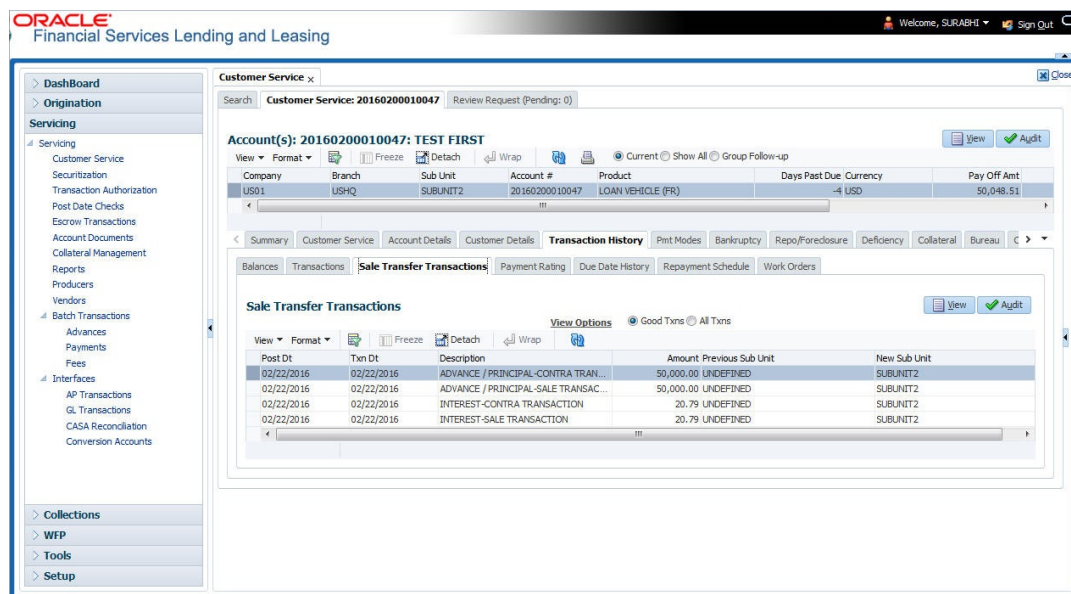 ORACLE
Financial Services Lending and Leasing
Welcome, SURABHI
Sign Out
DashBoard
Origination
Servicing
Servicing
Customer Service
Securitization
Transaction Authorization
Post Date Checks
Escrow Transactions
Account Documents
Collateral Management
Reports
Producers
Vendors
Batch Transactions
Advances
Payments
Fees
Interfaces
AP Transactions
GL Transactions
CASA Reconciliation
Conversion Accounts
Collections
WFP
Tools
Setup
Customer Service x
Close
Search Customer Service: 20160200010047 Review Request (Pending: 0)
Account(s): 20160200010047: TEST FIRST
View Audit
View Format Freeze Detach Wrap Current Show All Group Follow-up
Company Branch Sub Unit Account # Product Days Past Due Currency Pay Off Amt
US01 USHQ SUBUNIT2 20160200010047 LOAN VEHICLE (FR) -4 USD 50,048.51
Summary Customer Service Account Details Customer Details Transaction History Pmt Modes Bankruptcy Repo/Foreclosure Deficiency Collateral Bureau C
Balances Transactions Sale Transfer Transactions Payment Rating Due Date History Repayment Schedule Work Orders
Sale Transfer Transactions
View Audit
View Options Good Txns All Txns
View Format Freeze Detach Wrap
Post Dt Txn Dt Description Amount Previous Sub Unit New Sub Unit
02/22/2016 02/22/2016 ADVANCE / PRINCIPAL-CONTRA TRAN... 50,000.00 UNDEFINED SUBUNIT2
02/22/2016 02/22/2016 ADVANCE / PRINCIPAL-SALE TRANSAC... 50,000.00 UNDEFINED SUBUNIT2
02/22/2016 02/22/2016 INTEREST-CONTRA TRANSACTION 20.79 UNDEFINED SUBUNIT2
02/22/2016 02/22/2016 INTEREST-SALE TRANSACTION 20.79 UNDEFINED SUBUNIT2